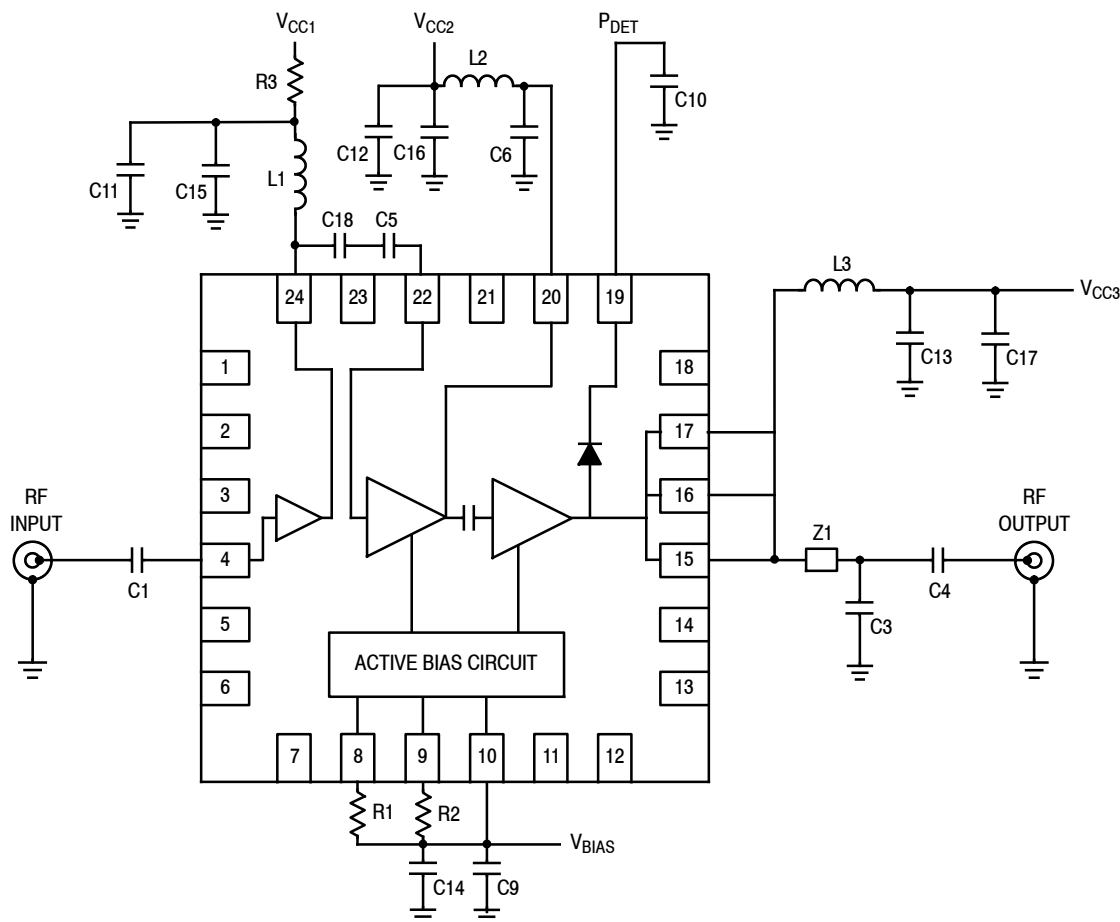 VCC1
VCC2
PDET
R3
L2
C10
C12
C16
C6
C11
C15
L1
C18
C5
L3
VCC3
24
23
22
21
20
19
C13
C17
1
18
2
17
3
16
RF
INPUT
RF
OUTPUT
Z1
4
15
C1
C4
C3
5
14
ACTIVE BIAS CIRCUIT
6
13
7
8
9
10
11
12
R1
R2
VBIAS
C14
C9